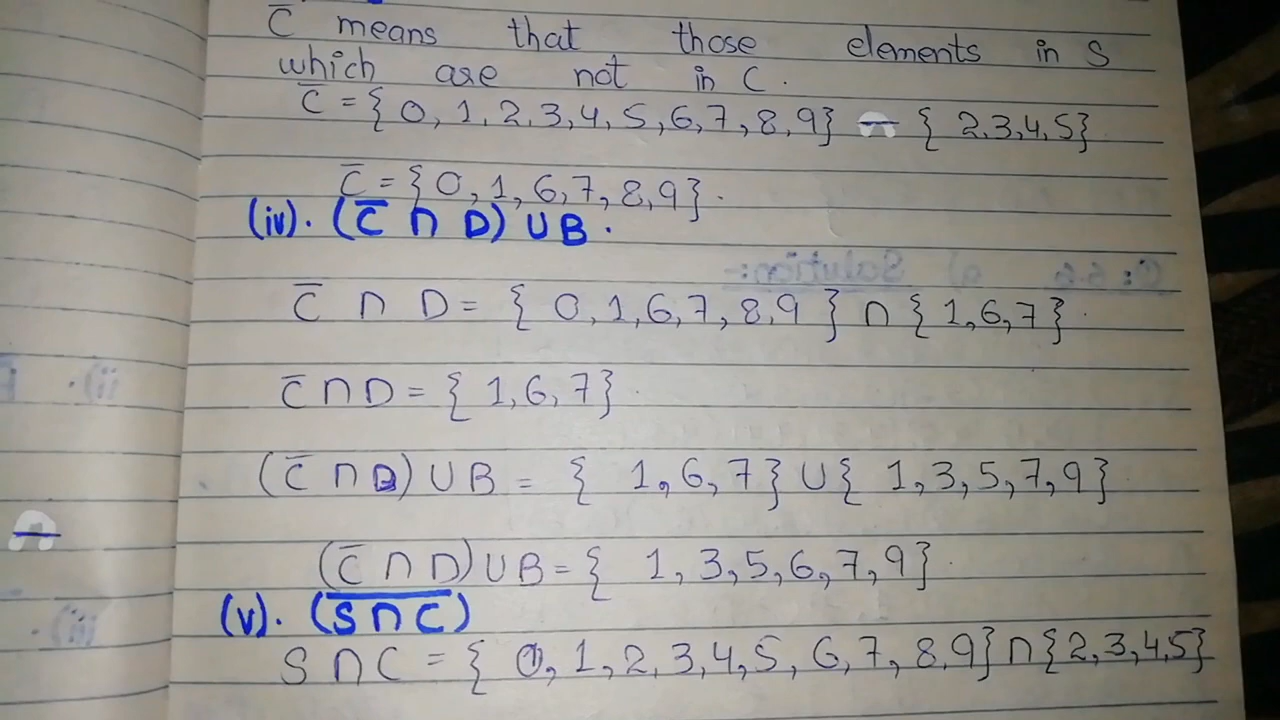 C̅ means that those elements in S
which are not in C.
C̅ = { 0, 1, 2, 3, 4, 5, 6, 7, 8, 9} − { 2,3,4,5}
C̅ = { 0, 1, 6, 7, 8, 9 }.
(iv). (C̅ ∩ D) ∪ B.
Solution:-
C̅ ∩ D = { 0, 1, 6, 7, 8, 9 } ∩ { 1, 6, 7 }.
C̅ ∩ D = { 1, 6, 7 }.
ii).
(C̅ ∩ D) ∪ B = { 1, 6, 7 } ∪ { 1, 3, 5, 7, 9 }
(C̅ ∩ D) ∪ B = { 1, 3, 5, 6, 7, 9 }.
(v). (S̅ ̅∩̅ ̅C̅)
iii).
S ∩ C = { 0, 1, 2, 3, 4, 5, 6, 7, 8, 9} ∩ {2, 3, 4,5}